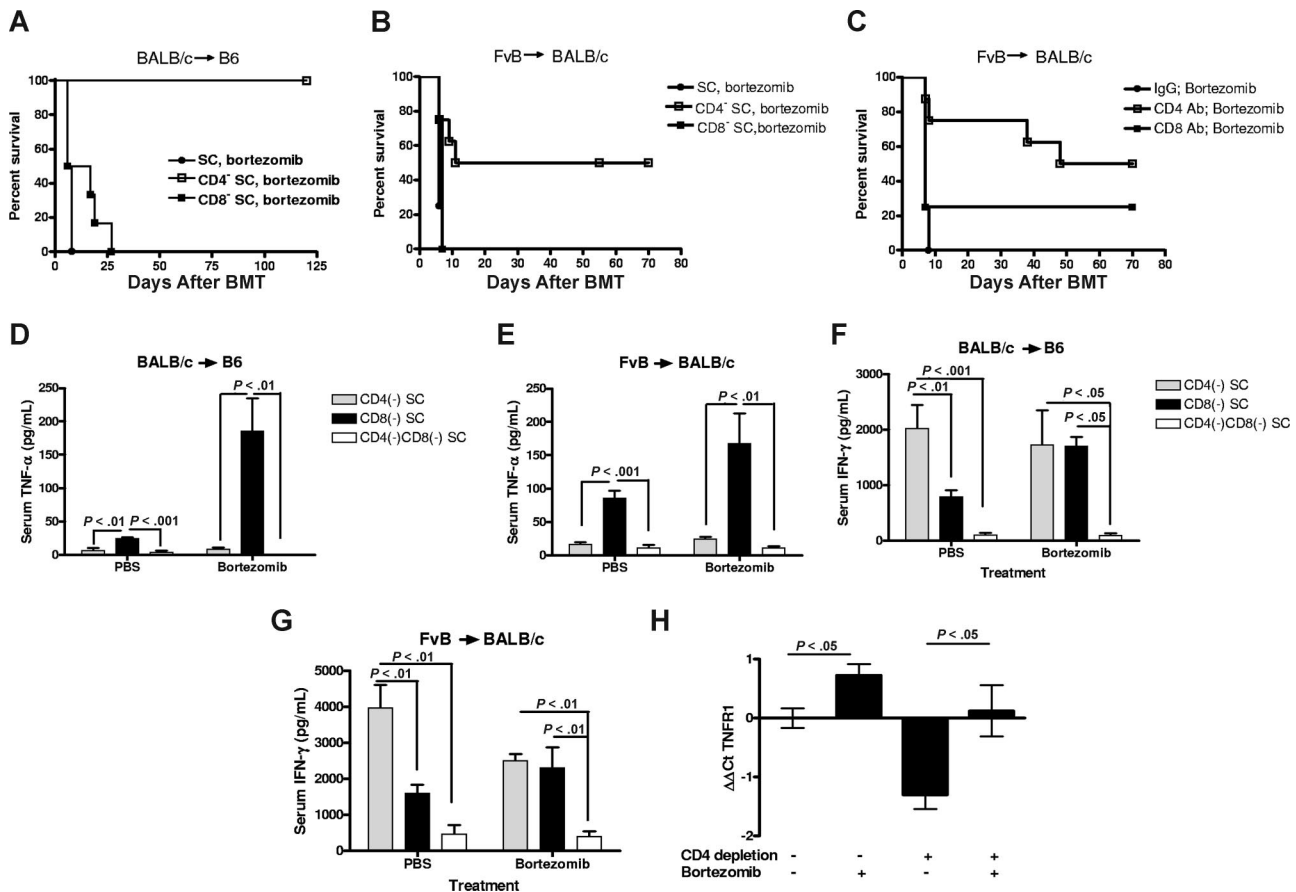 A
BALB/c → B6
Percent survival
100
80
60
40
20
0
0 25 50 75 100 125
Days After BMT
SC, bortezomib
CD4⁻ SC, bortezomib
CD8⁻ SC, bortezomib
B
FvB → BALB/c
Percent survival
100
80
60
40
20
0
0 10 20 30 40 50 60 70 80
Days After BMT
SC, bortezomib
CD4⁻ SC, bortezomib
CD8⁻ SC,bortezomib
C
FvB → BALB/c
Percent survival
100
80
60
40
20
0
0 10 20 30 40 50 60 70 80
Days After BMT
IgG; Bortezomib
CD4 Ab; Bortezomib
CD8 Ab; Bortezomib
D
BALB/c → B6
Serum TNF-α (pg/mL)
250
200
150
100
50
0
P < .01
P < .01 P < .001
PBS Bortezomib
CD4(-) SC
CD8(-) SC
CD4(-)CD8(-) SC
E
FvB → BALB/c
Serum TNF-α (pg/mL)
250
200
150
100
50
0
P < .001
P < .01
PBS Bortezomib
F
BALB/c → B6
Serum IFN-γ (pg/mL)
3000
2000
1000
0
P < .001
P < .01
P < .05
P < .05
PBS Bortezomib
Treatment
CD4(-) SC
CD8(-) SC
CD4(-)CD8(-) SC
G
FvB → BALB/c
Serum IFN-γ (pg/mL)
5000
4000
3000
2000
1000
0
P < .01
P < .01
P < .01
P < .01
PBS Bortezomib
Treatment
H
ΔΔCt TNFR1
1
0
-1
-2
P < .05
P < .05
CD4 depletion - - + +
Bortezomib - + - +